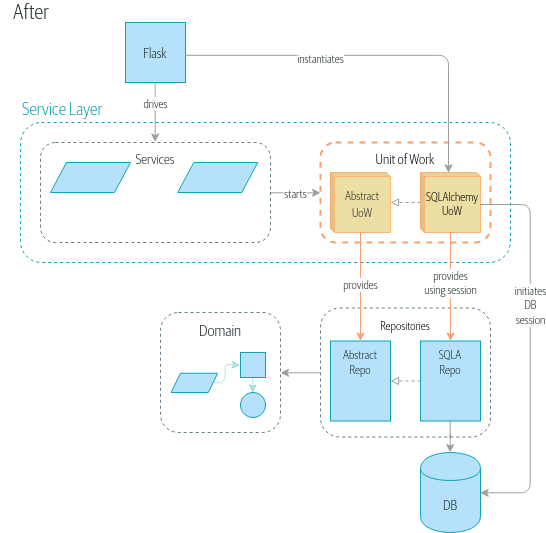 After
Flask
instantiates
drives
Service Layer
Services
Unit of Work
Abstract
UoW
SQLAlchemy
UoW
starts
provides
provides
using session
initiates
DB
session
Domain
Repositories
Abstract
Repo
SQLA
Repo
DB